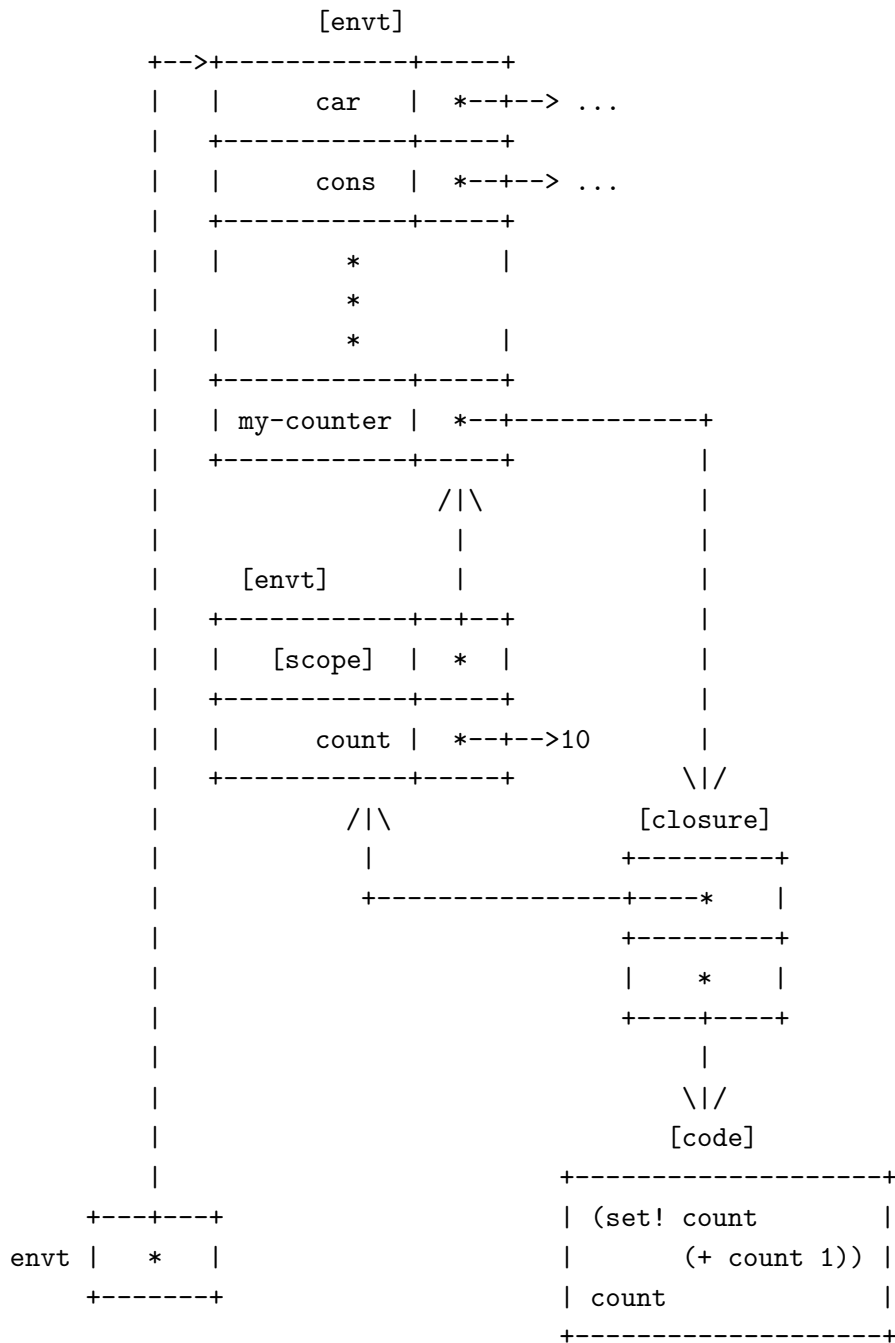 [envt]
       +-->+------------+-----+
       |   |      car   |  *--+--> ...
       |   +------------+-----+
       |   |      cons  |  *--+--> ...
       |   +------------+-----+
       |   |        *         |
       |            *
       |   |        *         |
       |   +------------+-----+
       |   | my-counter |  *--+------------+
       |   +------------+-----+            |
       |                 /|\               |
       |                  |                |
       |     [envt]       |                |
       |   +------------+--+--+            |
       |   |   [scope]  |  *  |            |
       |   +------------+-----+            |
       |   |      count |  *--+-->10       |
       |   +------------+-----+           \|/
       |            /|\                [closure]
       |             |                +---------+
       |             +----------------+----*    |
       |                              +---------+
       |                              |    *    |
       |                              +----+----+
       |                                   |
       |                                  \|/
       |                                 [code]
       |                           +--------------------+
    +---+---+                      | (set! count        |
envt |   *   |                     |       (+ count 1)) |
    +-------+                      | count              |
                                   +--------------------+